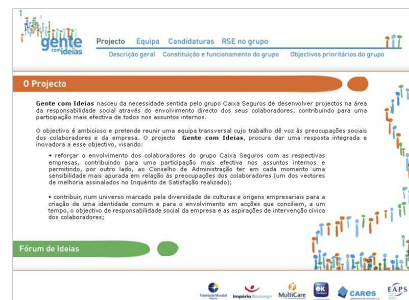 gente
com ideias
Projecto Equipa Candidaturas RSE no grupo
Descrição geral Constituição e funcionamento do grupo Objectivos prioritários do grupo
O Projecto
Gente com Ideias nasceu da necessidade sentida pelo grupo Caixa Seguros de desenvolver projectos na área
da responsabilidade social através do envolvimento directo dos seus colaboradores, contribuindo para uma
participação mais efectiva de todos nos assuntos internos.
O objectivo é ambicioso e pretende reunir uma equipa transversal cujo trabalho dê voz às preocupações sociais
dos colaboradores e da empresa. O projecto Gente com Ideias, procura dar uma resposta integrada e
inovadora a esse objectivo, visando:
• reforçar o envolvimento dos colaboradores do grupo Caixa Seguros com as respectivas
empresas, contribuindo para uma participação mais efectiva nos assuntos internos e
permitindo, por outro lado, ao Conselho de Administração ter em cada momento uma
sensibilidade mais apurada em relação às preocupações dos colaboradores (um dos vectores
de melhoria assinalados no Inquérito de Satisfação realizado);
• contribuir, num universo marcado pela diversidade de culturas e origens empresariais para a
criação de uma identidade comum e para o envolvimento em acções que conciliem, a um
tempo, o objectivo de responsabilidade social da empresa e as aspirações de intervenção cívica
dos colaboradores;
Fórum de Ideias
Fidelidade Mundial Império Bonança MultiCare ok CARES EAPS